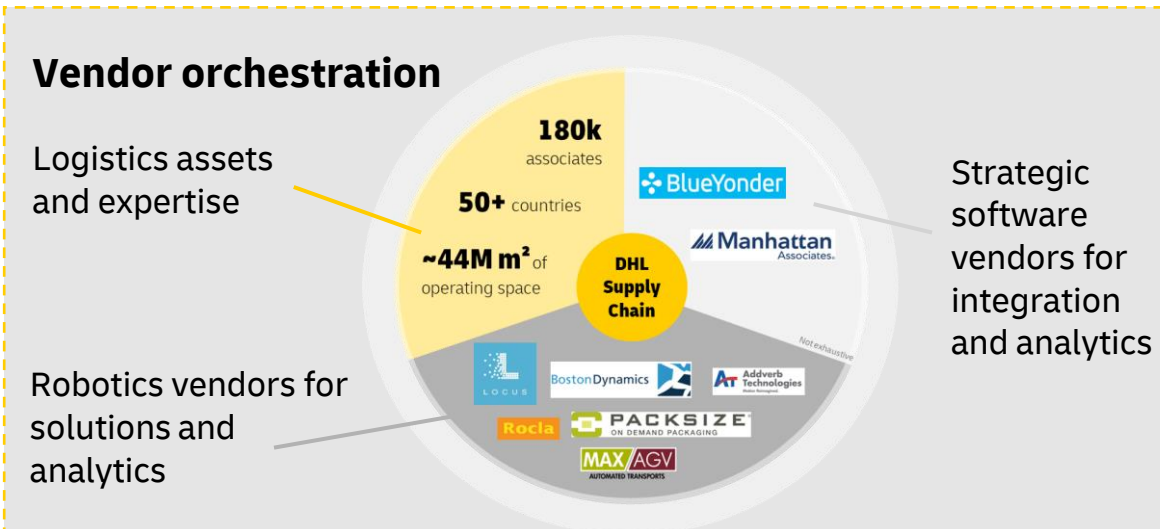 Vendor orchestration
Logistics assets
and expertise
180k
associates
50+ countries
~44M m² of
operating space
BlueYonder
Manhattan
Associates®
DHL
Supply
Chain
Strategic
software
vendors for
integration
and analytics
Not exhaustive
Robotics vendors for
solutions and
analytics
LOCUS
BostonDynamics
Addverb
Technologies
Rocla
PACKSIZE®
ON DEMAND PACKAGING
MAX/AGV
AUTOMATED TRANSPORTS